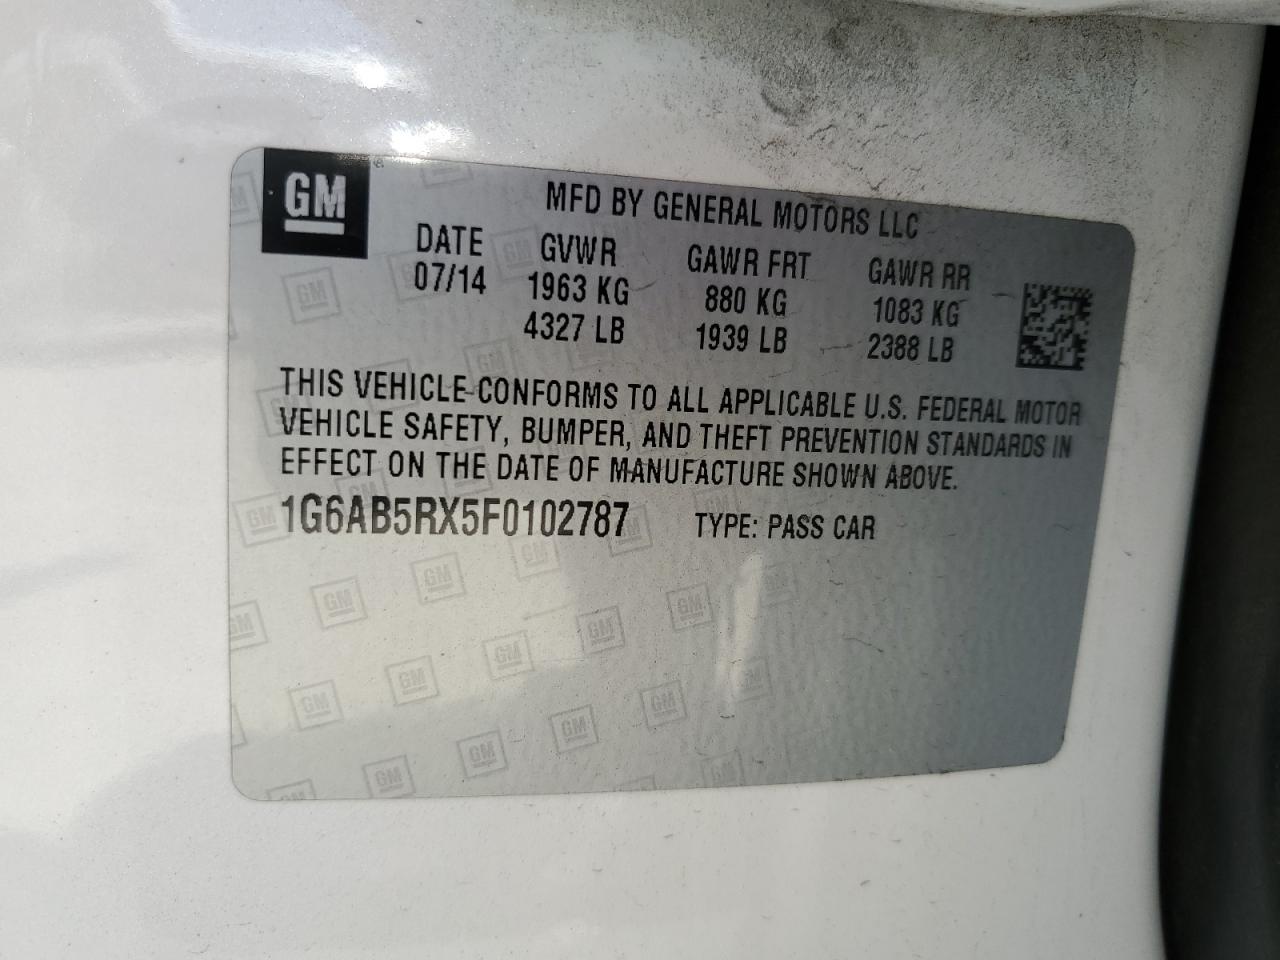 GM
MFD BY GENERAL MOTORS LLC
DATE GVWR GAWR FRT GAWR RR
07/14 1963 KG 880 KG 1083 KG
4327 LB 1939 LB 2388 LB
THIS VEHICLE CONFORMS TO ALL APPLICABLE U.S. FEDERAL MOTOR
VEHICLE SAFETY, BUMPER, AND THEFT PREVENTION STANDARDS IN
EFFECT ON THE DATE OF MANUFACTURE SHOWN ABOVE.
1G6AB5RX5F0102787 TYPE: PASS CAR